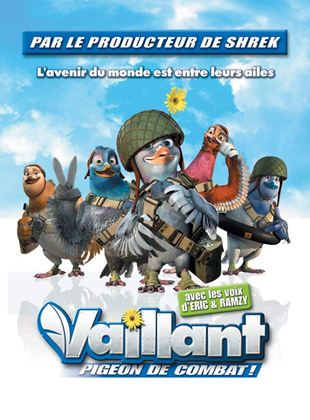 PAR LE PRODUCTEUR DE SHREK
L'avenir du monde est entre leurs ailes
avec les voix
d'ERIC & RAMZY
Vaillant
PIGEON DE COMBAT !